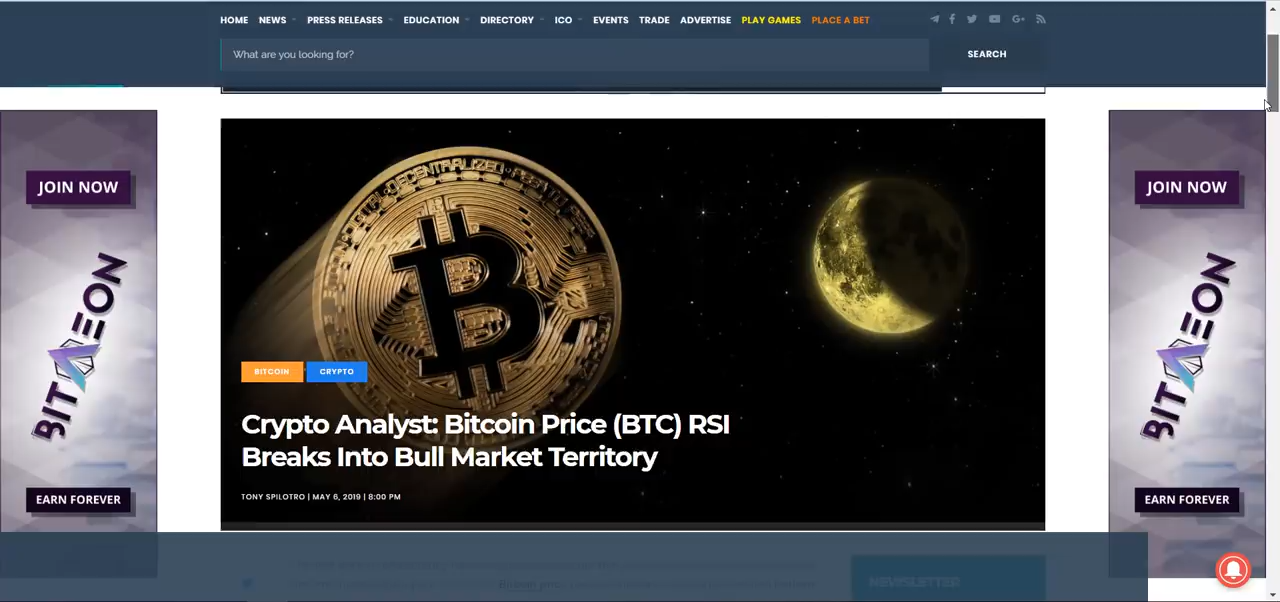 HOME NEWS PRESS RELEASES EDUCATION DIRECTORY ICO EVENTS TRADE ADVERTISE PLAY GAMES PLACE A BET
What are you looking for?
SEARCH
JOIN NOW
BITAEON
EARN FOREVER
DECENTRALIZED
BITCOIN CRYPTO
Crypto Analyst: Bitcoin Price (BTC) RSI
Breaks Into Bull Market Territory
TONY SPILOTRO | MAY 6, 2019 | 8:00 PM
JOIN NOW
BITAEON
EARN FOREVER
NEWSLETTER